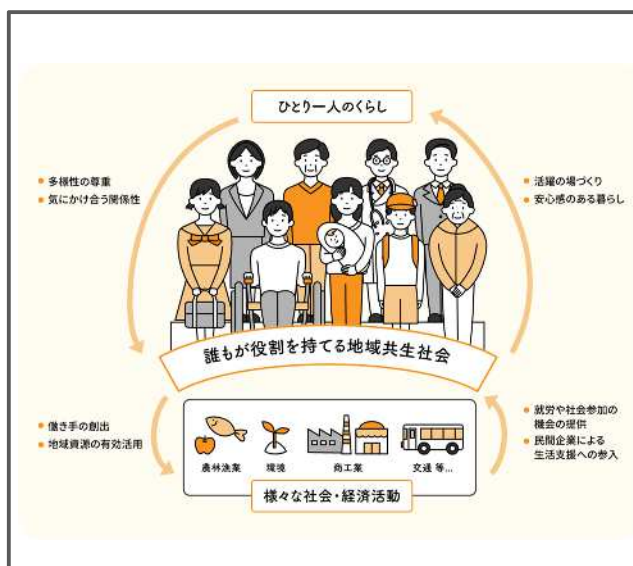 ひとり一人のくらし
多様性の尊重
気にかけ合う関係性
活躍の場づくり
安心感のある暮らし
誰もが役割を持てる地域共生社会
働き手の創出
地域資源の有効活用
就労や社会参加の
機会の提供
民間企業による
生活支援への参入
農林漁業 環境 商工業 交通 等...
様々な社会・経済活動